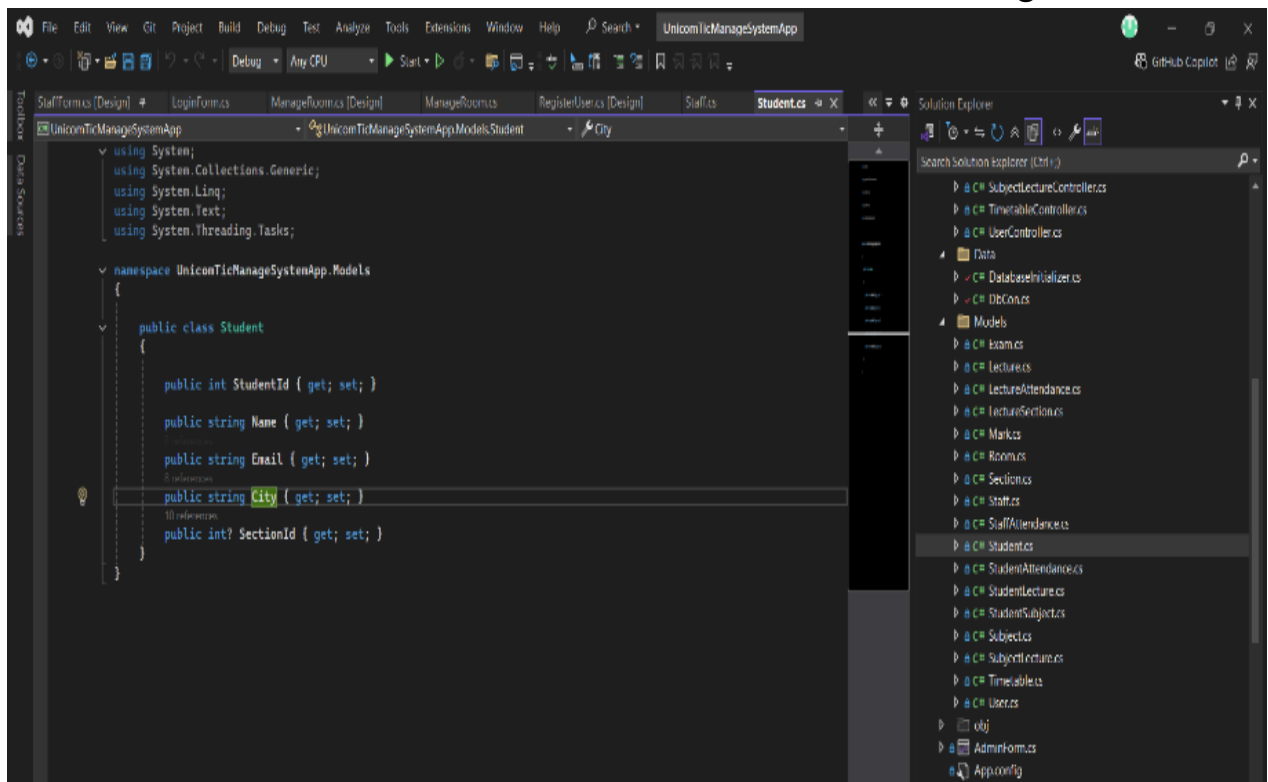 File Edit View Git Project Build Debug Test Analyze Tools Extensions Window Help Search UnicomTicManageSystemApp
Debug Any CPU Start GitHub Copilot
Toolbox
Data Sources
StaffForm.cs [Design] LoginForm.cs ManageRoom.cs [Design] ManageRoom.cs RegisterUser.cs [Design] Staff.cs Student.cs
UnicomTicManageSystemApp UnicomTicManageSystemApp.Models.Student City
using System;
using System.Collections.Generic;
using System.Linq;
using System.Text;
using System.Threading.Tasks;
namespace UnicomTicManageSystemApp.Models
{
public class Student
{
public int StudentId { get; set; }
public string Name { get; set; }
public string Email { get; set; }
8 references
public string City { get; set; }
10 references
public int? SectionId { get; set; }
}
}
Solution Explorer
Search Solution Explorer (Ctrl+;)
C# SubjectLectureController.cs
C# TimetableController.cs
C# UserController.cs
Data
C# DatabaseInitializer.cs
C# DbCon.cs
Models
C# Exam.cs
C# Lecture.cs
C# LectureAttendance.cs
C# LectureSection.cs
C# Mark.cs
C# Room.cs
C# Section.cs
C# Staff.cs
C# StaffAttendance.cs
C# Student.cs
C# StudentAttendance.cs
C# StudentLecture.cs
C# StudentSubject.cs
C# Subject.cs
C# SubjectLecture.cs
C# Timetable.cs
C# User.cs
obj
AdminForm.cs
App.config